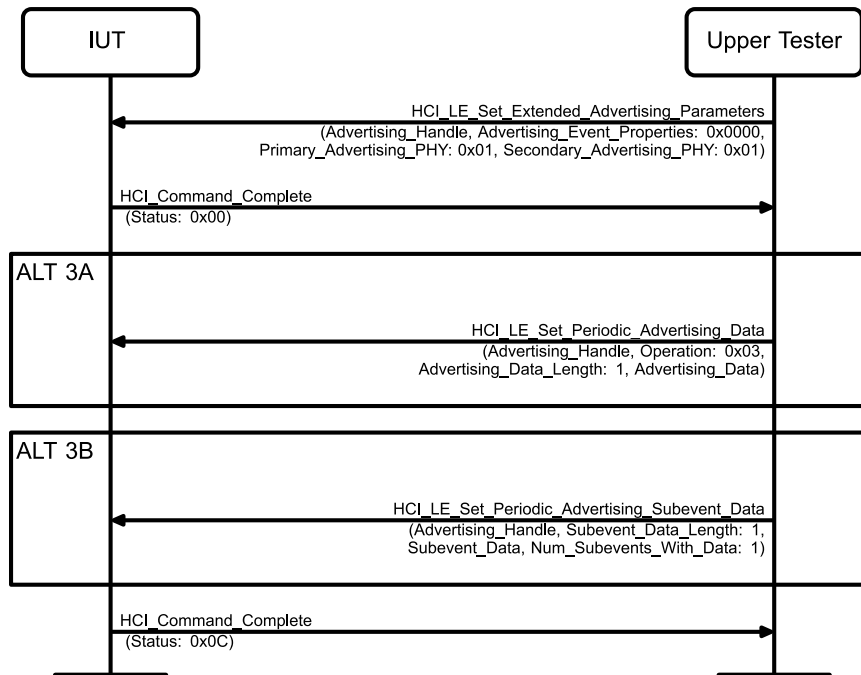 IUT
Upper Tester
HCI_LE_Set_Extended_Advertising_Parameters
(Advertising_Handle, Advertising_Event_Properties: 0x0000,
Primary_Advertising_PHY: 0x01, Secondary_Advertising_PHY: 0x01)
HCI_Command_Complete
(Status: 0x00)
ALT 3A
HCI_LE_Set_Periodic_Advertising_Data
(Advertising_Handle, Operation: 0x03,
Advertising_Data_Length: 1, Advertising_Data)
ALT 3B
HCI_LE_Set_Periodic_Advertising_Subevent_Data
(Advertising_Handle, Subevent_Data_Length: 1,
Subevent_Data, Num_Subevents_With_Data: 1)
HCI_Command_Complete
(Status: 0x0C)